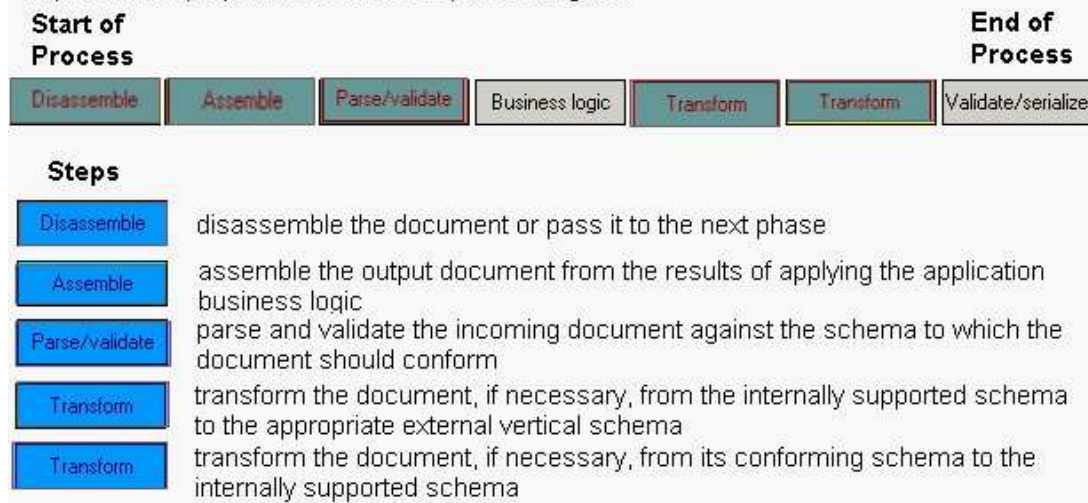 Start of
Process
End of
Process
Disassemble Assemble Parse/validate Business logic Transform Transform Validate/serialize
Steps
Disassemble disassemble the document or pass it to the next phase
Assemble assemble the output document from the results of applying the application
business logic
Parse/validate parse and validate the incoming document against the schema to which the
document should conform
Transform transform the document, if necessary, from the internally supported schema
to the appropriate external vertical schema
Transform transform the document, if necessary, from its conforming schema to the
internally supported schema